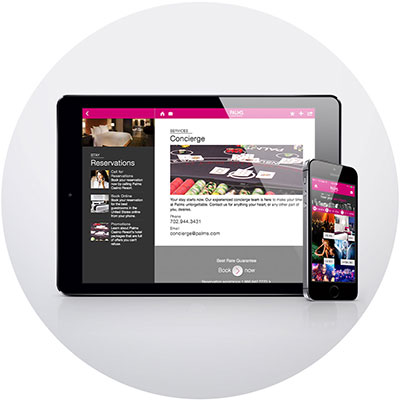 PALMS
STAY
Reservations
Call for
Reservations
Book your reservation
now by calling Palms
Casino Resort.
Book Online
Book your reservation
for the best
guestrooms in the
United States online
from your phone.
Promotions
Learn about Palms
Casino Resort's hotel
packages that are full
of offers you can't
refuse.
SERVICES
Concierge
Your stay starts now. Our experienced concierge team is here to make your time
at Palms unforgettable. Contact us for anything your heart, or any other part of
you, desires.
Phone
702.944.3431
Email
concierge@palms.com
Best Rate Guarantee
Book now
PALMS